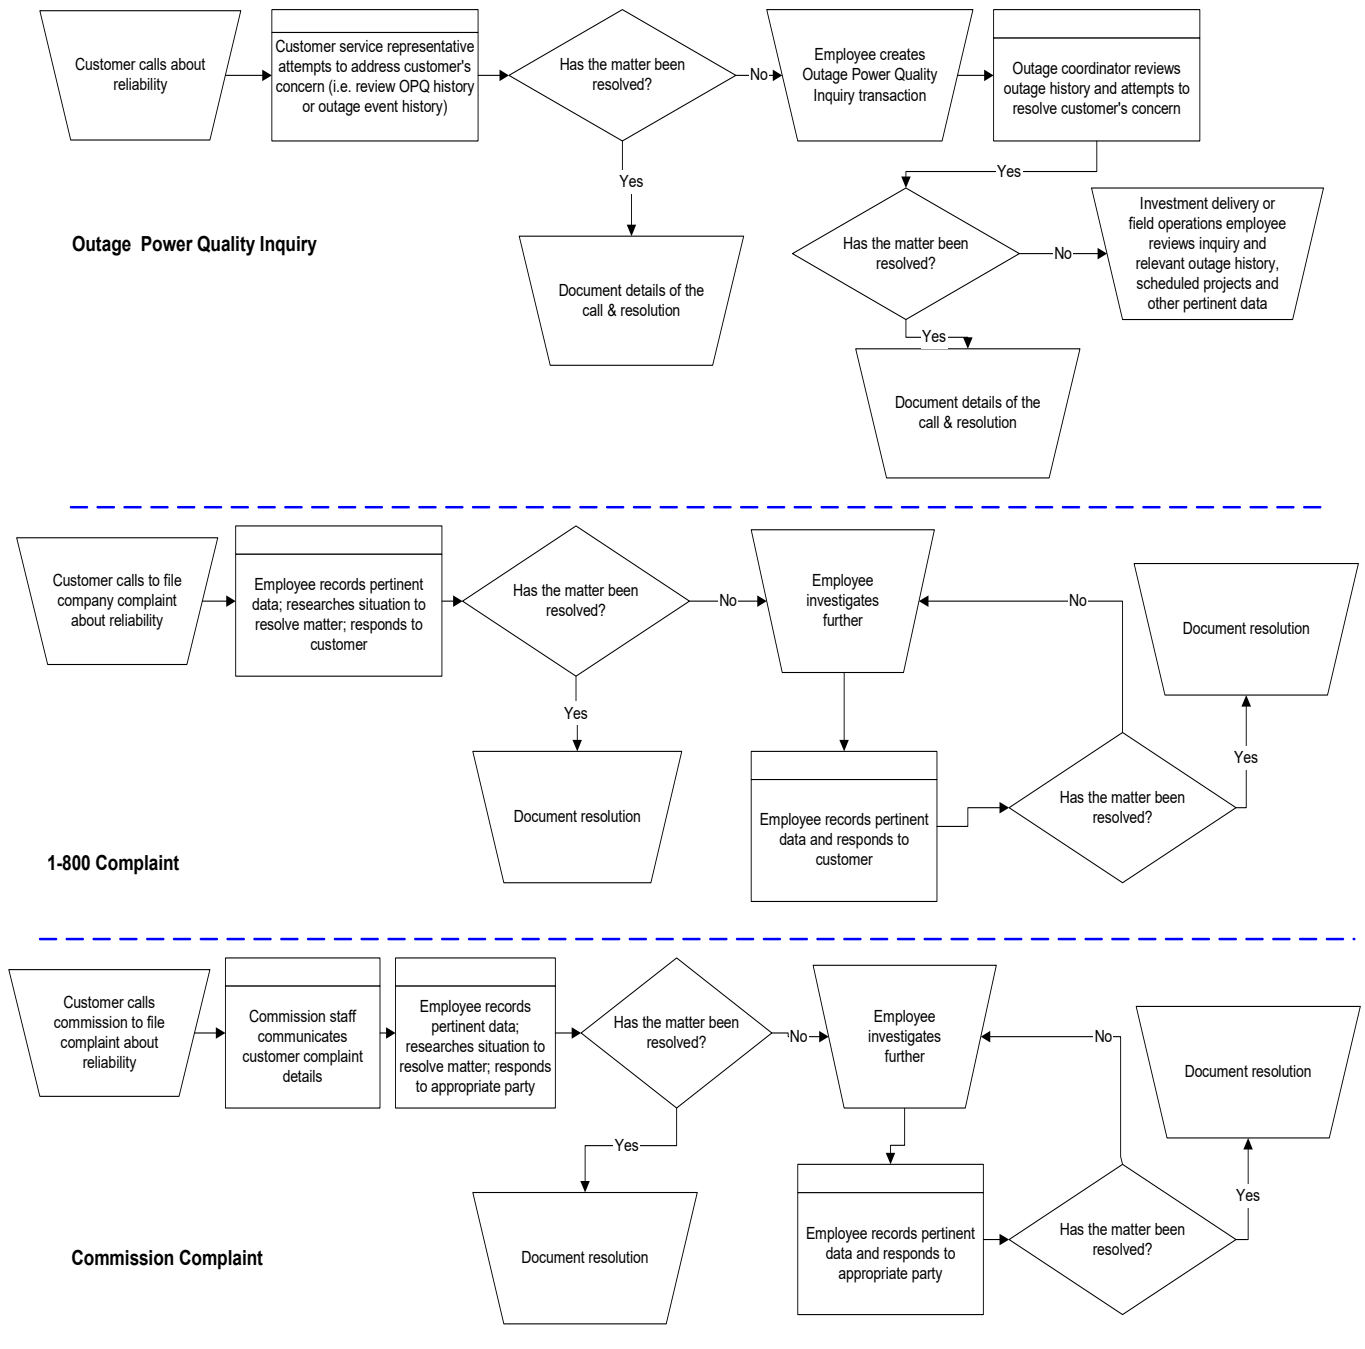 Customer calls about
reliability
Customer service representative
attempts to address customer's
concern (i.e. review OPQ history
or outage event history)
Has the matter been
resolved?
No
Employee creates
Outage Power Quality
Inquiry transaction
Outage coordinator reviews
outage history and attempts to
resolve customer's concern
Yes
Yes
Document details of the
call & resolution
Has the matter been
resolved?
No
Investment delivery or
field operations employee
reviews inquiry and
relevant outage history,
scheduled projects and
other pertinent data
Yes
Document details of the
call & resolution
Outage Power Quality Inquiry
Customer calls to file
company complaint
about reliability
Employee records pertinent
data; researches situation to
resolve matter; responds to
customer
Has the matter been
resolved?
No
Employee
investigates
further
No
Document resolution
Yes
Document resolution
Employee records pertinent
data and responds to
customer
Has the matter been
resolved?
Yes
1-800 Complaint
Customer calls
commission to file
complaint about
reliability
Commission staff
communicates
customer complaint
details
Employee records
pertinent data;
researches situation to
resolve matter; responds
to appropriate party
Has the matter been
resolved?
No
Employee
investigates
further
No
Document resolution
Yes
Document resolution
Employee records pertinent
data and responds to
appropriate party
Has the matter been
resolved?
Yes
Commission Complaint